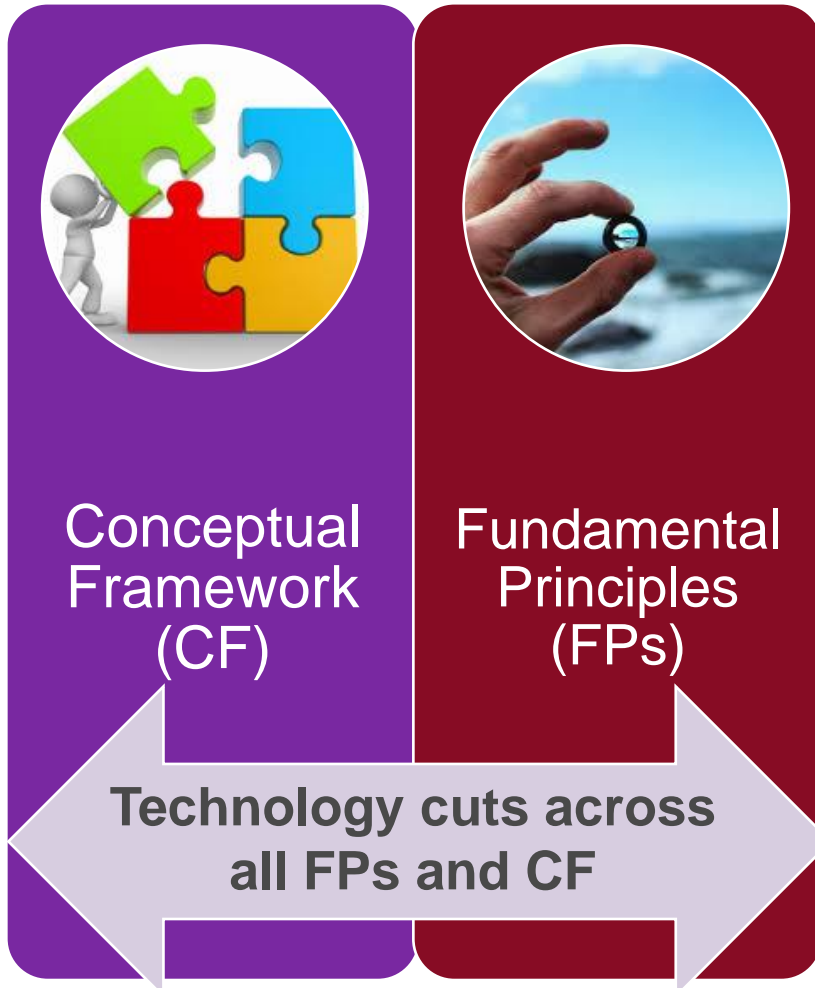 Conceptual
Framework
(CF)
Fundamental
Principles
(FPs)
Technology cuts across
all FPs and CF